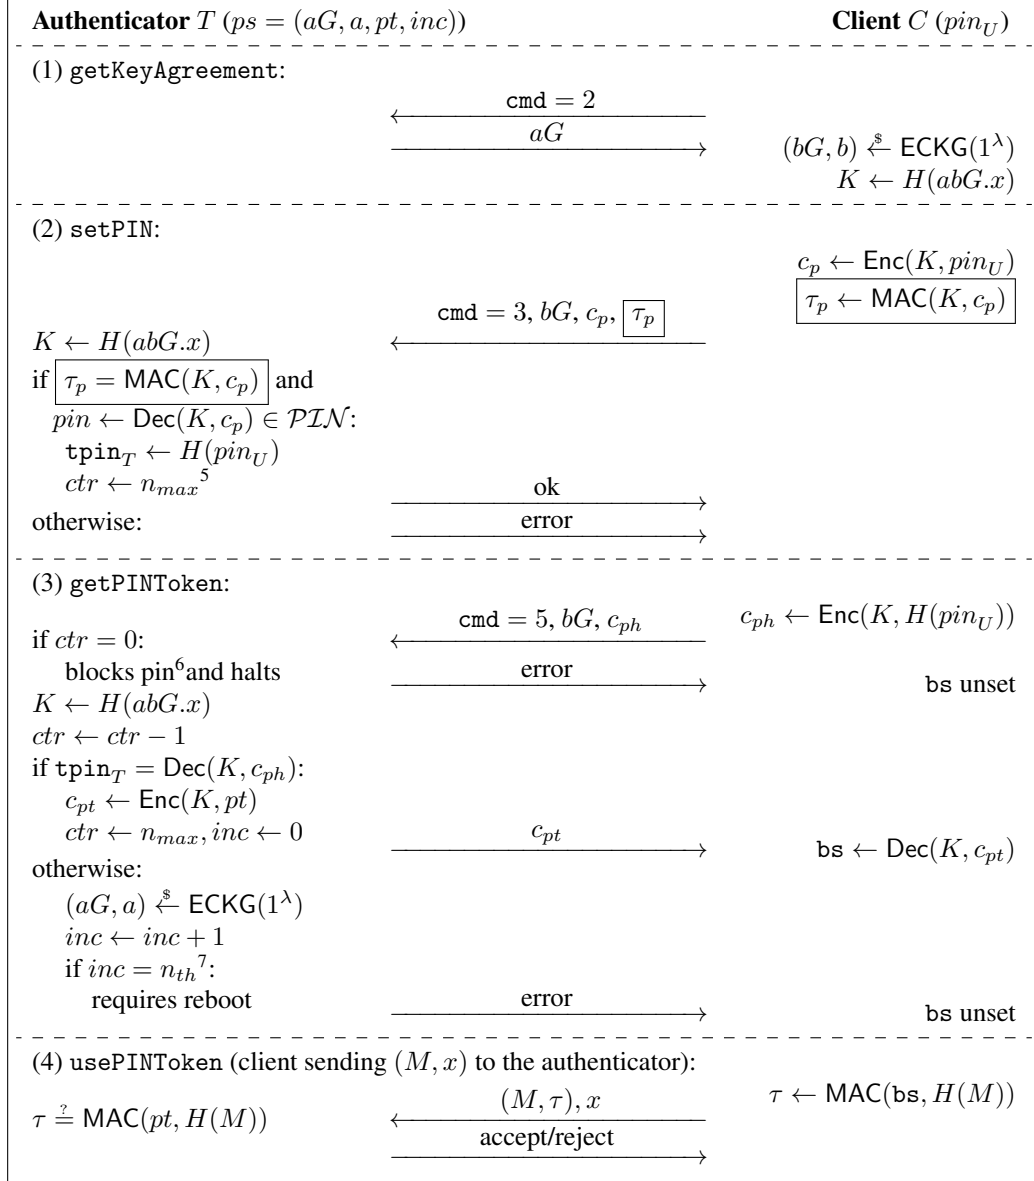 Authenticator T (ps = (aG, a, pt, inc)) Client C (pin_U)
(1) getKeyAgreement:
cmd = 2
aG
(bG, b) ←$ ECKG(1^λ)
K ← H(abG.x)
(2) setPIN:
c_p ← Enc(K, pin_U)
τ_p ← MAC(K, c_p)
cmd = 3, bG, c_p, τ_p
K ← H(abG.x)
if τ_p = MAC(K, c_p) and
pin ← Dec(K, c_p) ∈ PIN:
tpin_T ← H(pin_U)
ctr ← n_max^5
ok
otherwise:
error
(3) getPINToken:
cmd = 5, bG, c_ph
c_ph ← Enc(K, H(pin_U))
if ctr = 0:
blocks pin^6 and halts
error
bs unset
K ← H(abG.x)
ctr ← ctr − 1
if tpin_T = Dec(K, c_ph):
c_pt ← Enc(K, pt)
ctr ← n_max, inc ← 0
c_pt
bs ← Dec(K, c_pt)
otherwise:
(aG, a) ←$ ECKG(1^λ)
inc ← inc + 1
if inc = n_th^7:
requires reboot
error
bs unset
(4) usePINToken (client sending (M, x) to the authenticator):
τ ← MAC(bs, H(M))
(M, τ), x
τ ≟ MAC(pt, H(M))
accept/reject